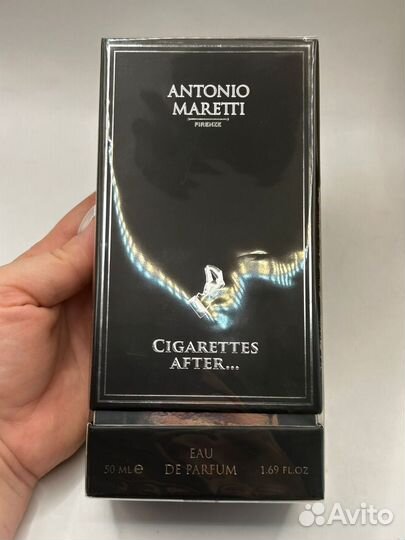 ANTONIO
MARETTI
FIRENZE
CIGARETTES
AFTER...
EAU
50 ML ℮ DE PARFUM 1.69 FL.OZ
Avito